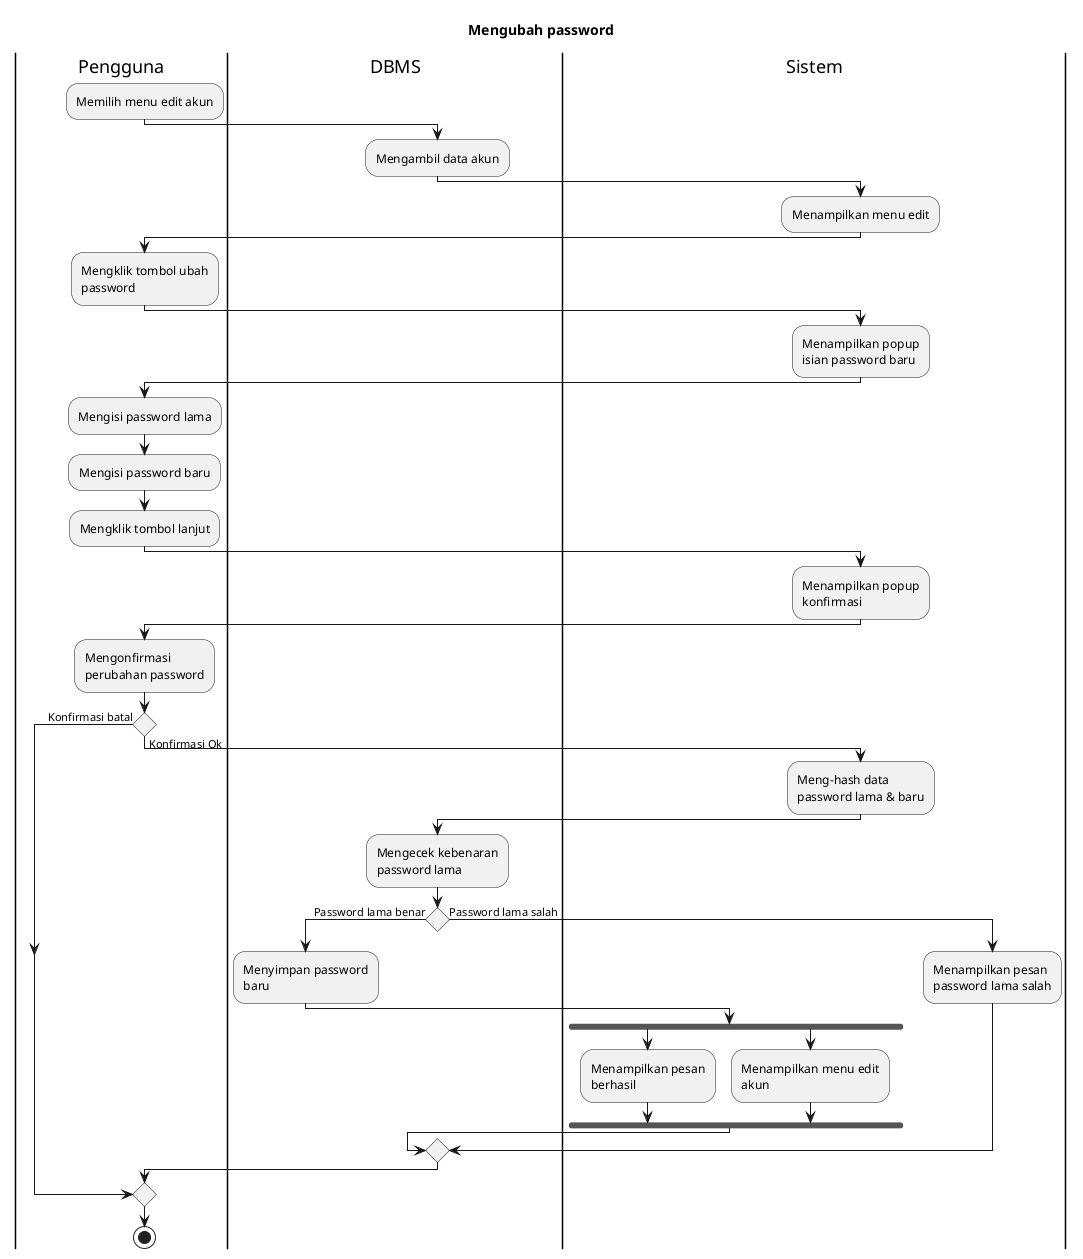 Mengubah password
Pengguna
DBMS
Sistem
Memilih menu edit akun
Mengambil data akun
Menampilkan menu edit
Mengklik tombol ubah
password
Menampilkan popup
isian password baru
Mengisi password lama
Mengisi password baru
Mengklik tombol lanjut
Menampilkan popup
konfirmasi
Mengonfirmasi
perubahan password
Konfirmasi batal
Konfirmasi Ok
Meng-hash data
password lama & baru
Mengecek kebenaran
password lama
Password lama benar
Password lama salah
Menyimpan password
baru
Menampilkan pesan
password lama salah
Menampilkan pesan
berhasil
Menampilkan menu edit
akun